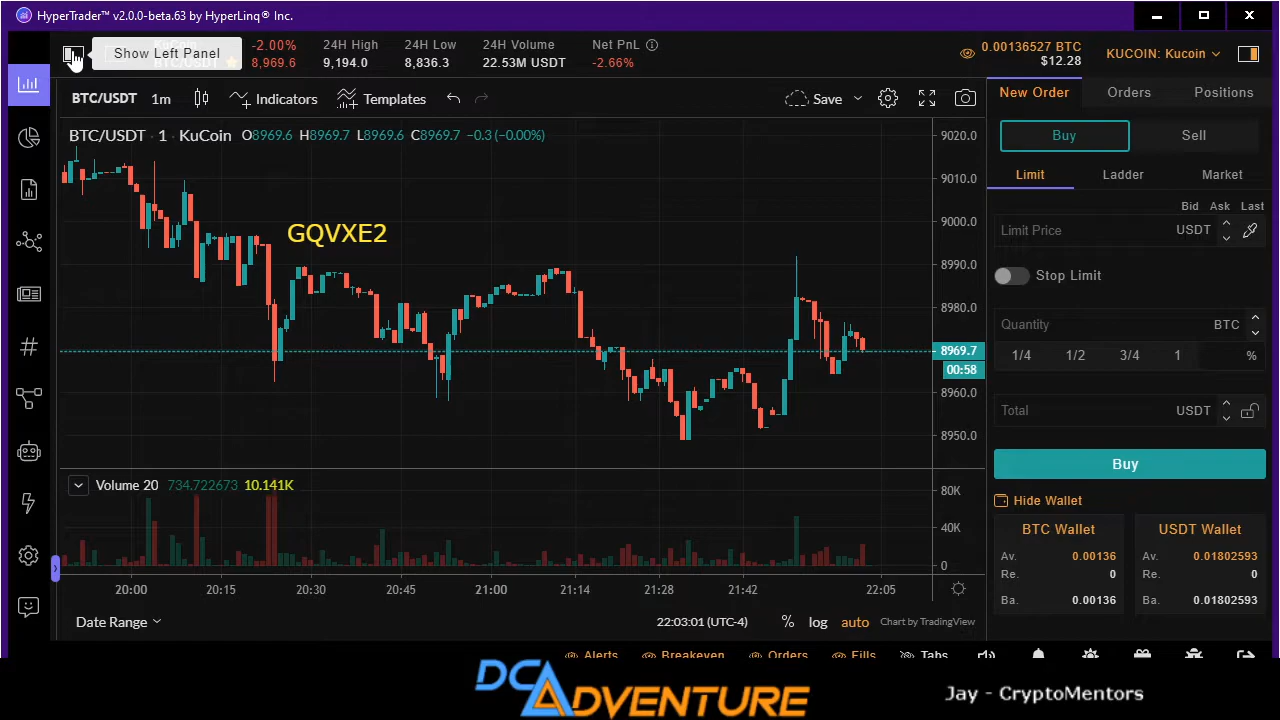 HyperTrader™ v2.0.0-beta.63 by HyperLinq® Inc.
Show Left Panel
-2.00%
8,969.6
24H High
9,194.0
24H Low
8,836.3
24H Volume
22.53M USDT
Net PnL
-2.66%
0.00136527 BTC
$12.28
KUCOIN: Kucoin
BTC/USDT 1m Indicators Templates Save
BTC/USDT · 1 · KuCoin O8969.6 H8969.7 L8969.6 C8969.7 −0.3 (−0.00%)
GQVXE2
9020.0
9010.0
9000.0
8990.0
8980.0
8969.7
00:58
8960.0
8950.0
Volume 20 734.722673 10.141K
80K
40K
0
20:00 20:15 20:30 20:45 21:00 21:14 21:28 21:42 22:05
Date Range 22:03:01 (UTC-4) % log auto Chart by TradingView
New Order Orders Positions
Buy Sell
Limit Ladder Market
Bid Ask Last
Limit Price USDT
Stop Limit
Quantity BTC
1/4 1/2 3/4 1 %
Total USDT
Buy
Hide Wallet
BTC Wallet
Av. 0.00136
Re. 0
Ba. 0.00136
USDT Wallet
Av. 0.01802593
Re. 0
Ba. 0.01802593
Alerts Breakeven Orders Fills Tabs
DCADVENTURE
Jay - CryptoMentors